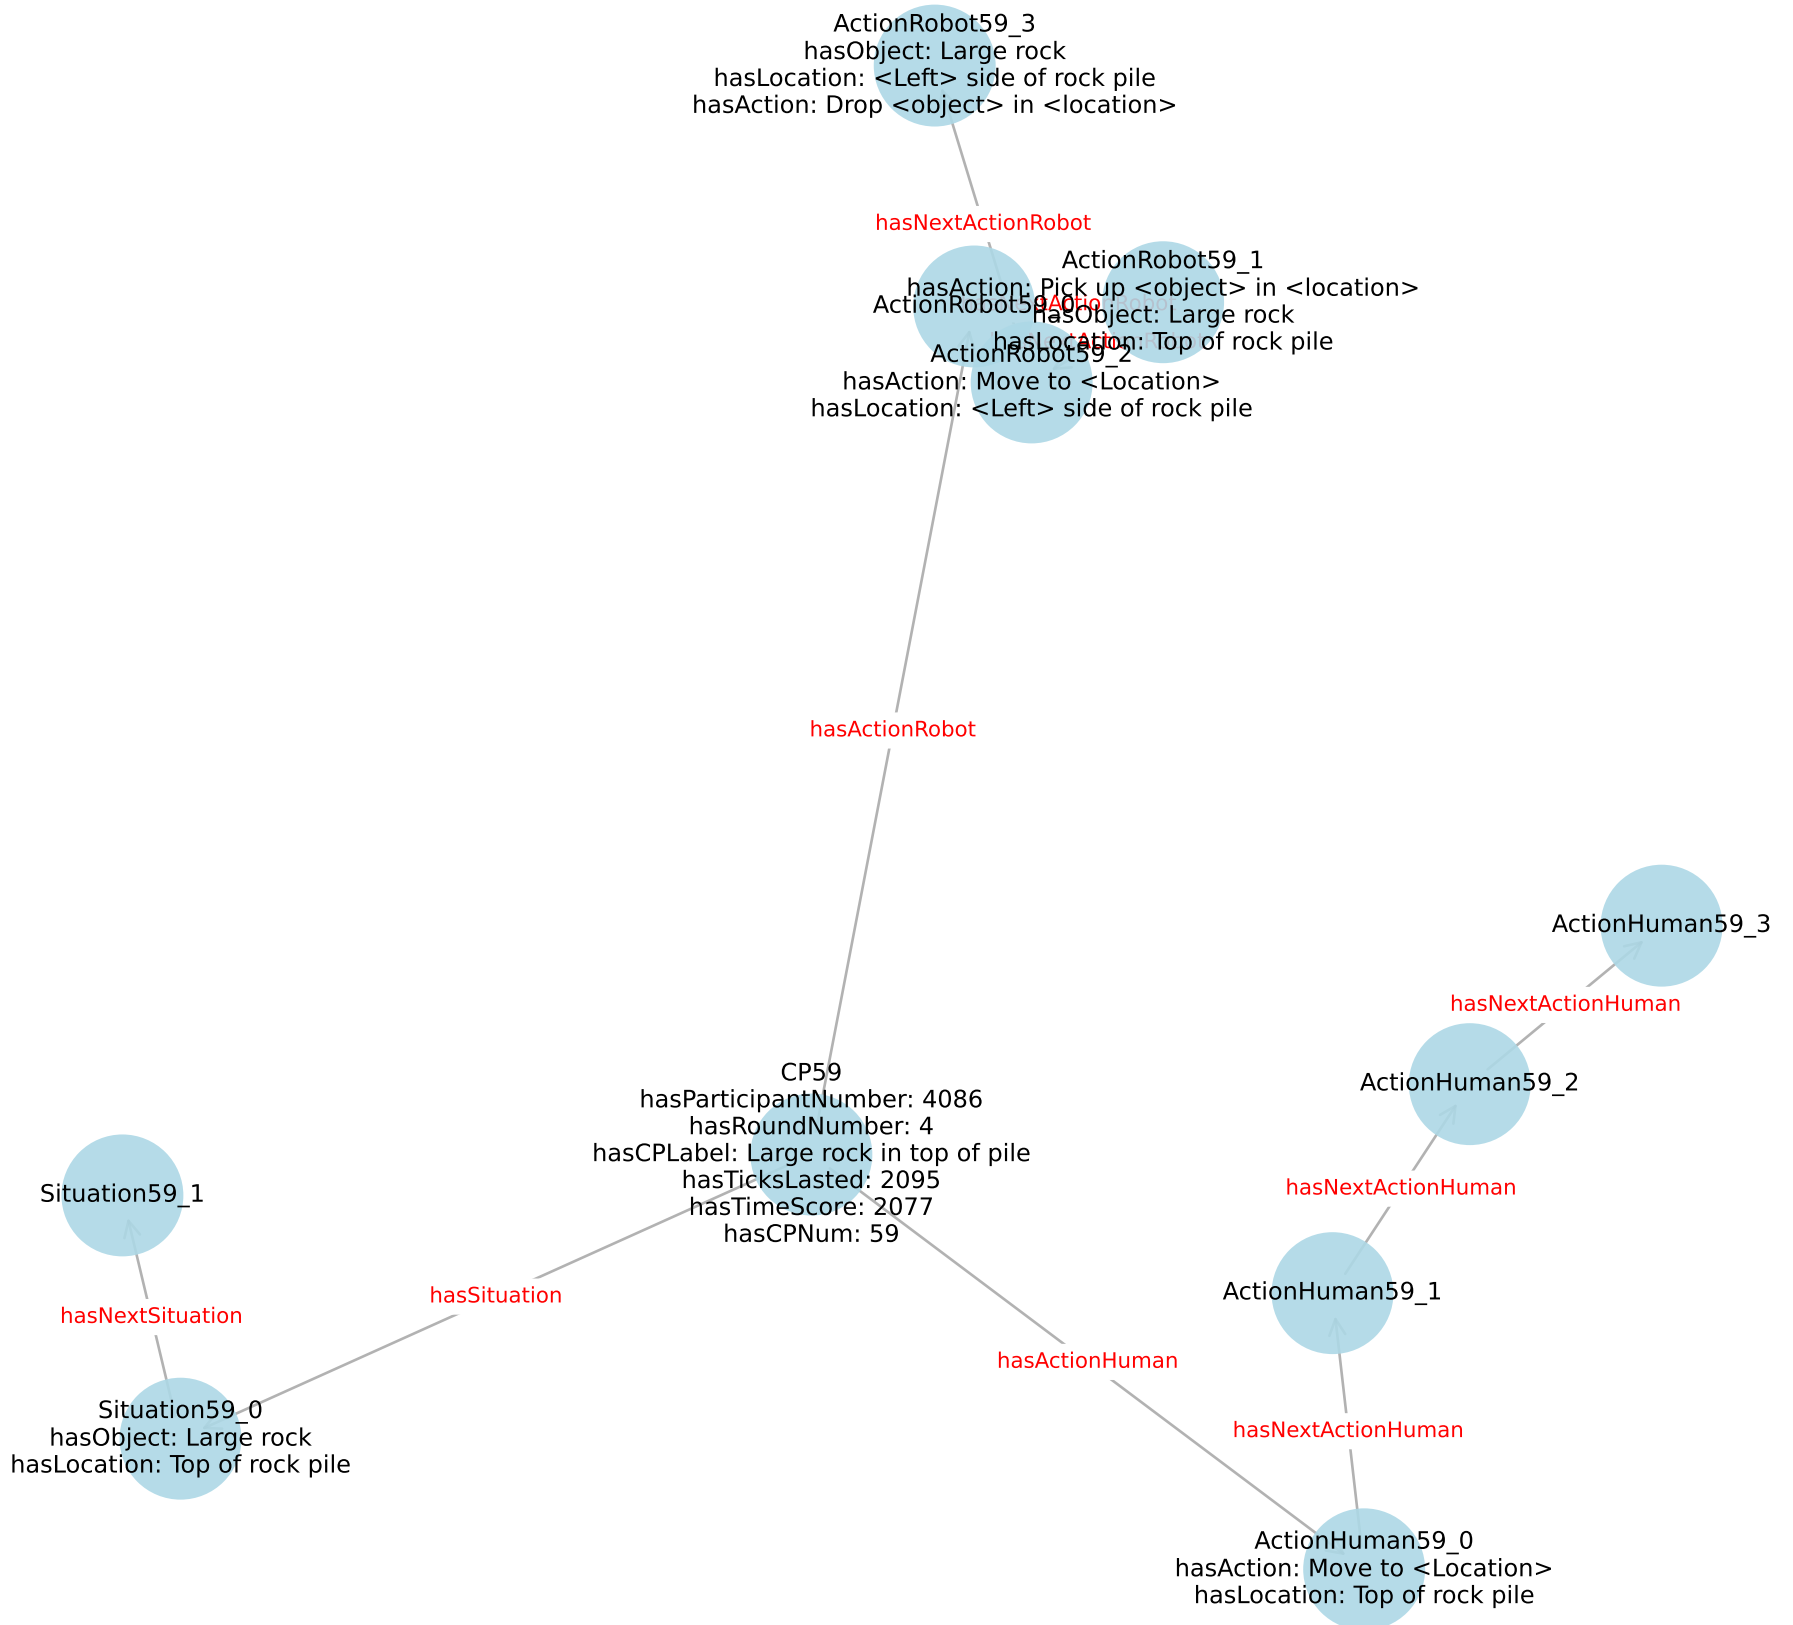 ActionRobot59_3
hasObject: Large rock
hasLocation: <Left> side of rock pile
hasAction: Drop <object> in <location>
hasNextActionRobot
ActionRobot59_1
hasAction: Pick up <object> in <location>
hasObject: Large rock
hasLocation: Top of rock pile
ActionRobot59_0
ActionRobot59_2
hasAction: Move to <Location>
hasLocation: <Left> side of rock pile
hasActionRobot
ActionHuman59_3
hasNextActionHuman
ActionHuman59_2
hasNextActionHuman
CP59
hasParticipantNumber: 4086
hasRoundNumber: 4
hasCPLabel: Large rock in top of pile
hasTicksLasted: 2095
hasTimeScore: 2077
hasCPNum: 59
Situation59_1
hasNextSituation
hasSituation
ActionHuman59_1
hasActionHuman
hasNextActionHuman
Situation59_0
hasObject: Large rock
hasLocation: Top of rock pile
ActionHuman59_0
hasAction: Move to <Location>
hasLocation: Top of rock pile